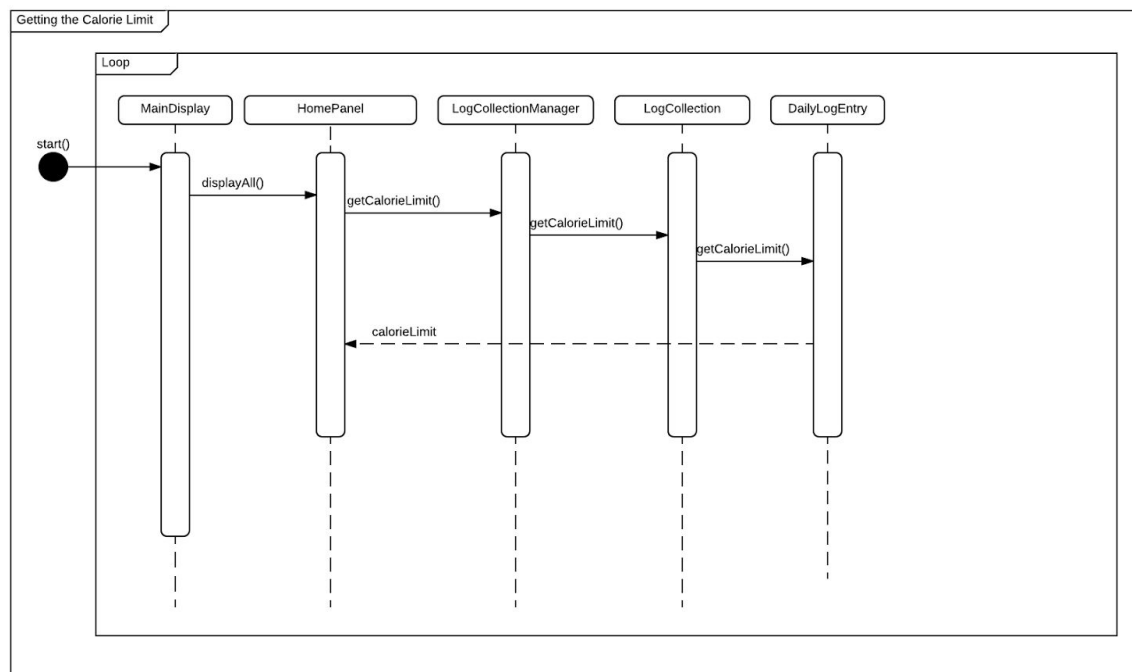 Getting the Calorie Limit
Loop
MainDisplay
HomePanel
LogCollectionManager
LogCollection
DailyLogEntry
start()
displayAll()
getCalorieLimit()
getCalorieLimit()
getCalorieLimit()
calorieLimit